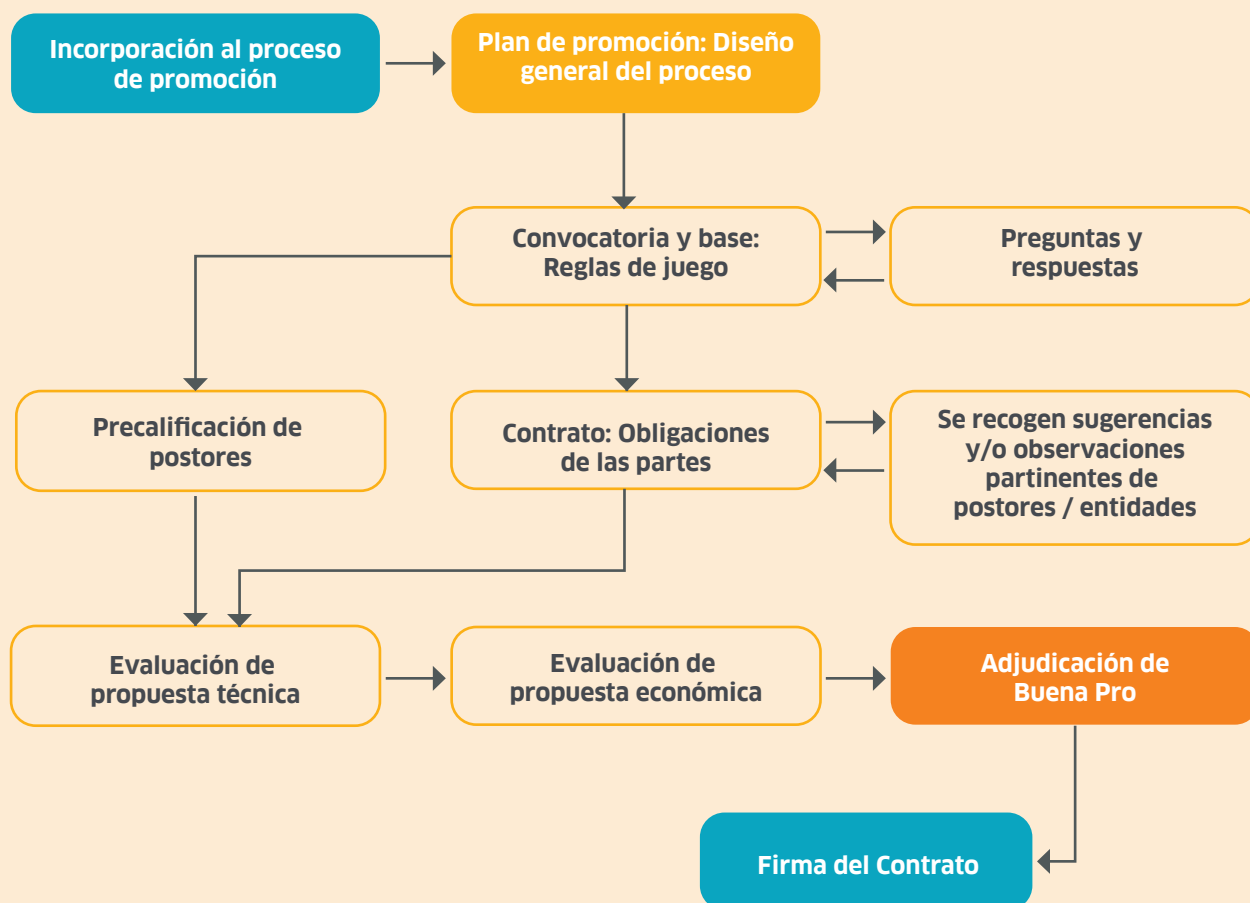 Incorporación al proceso
de promoción
Plan de promoción: Diseño
general del proceso
Convocatoria y base:
Reglas de juego
Preguntas y
respuestas
Precalificación de
postores
Contrato: Obligaciones
de las partes
Se recogen sugerencias
y/o observaciones
partinentes de
postores / entidades
Evaluación de
propuesta técnica
Evaluación de
propuesta económica
Adjudicación de
Buena Pro
Firma del Contrato